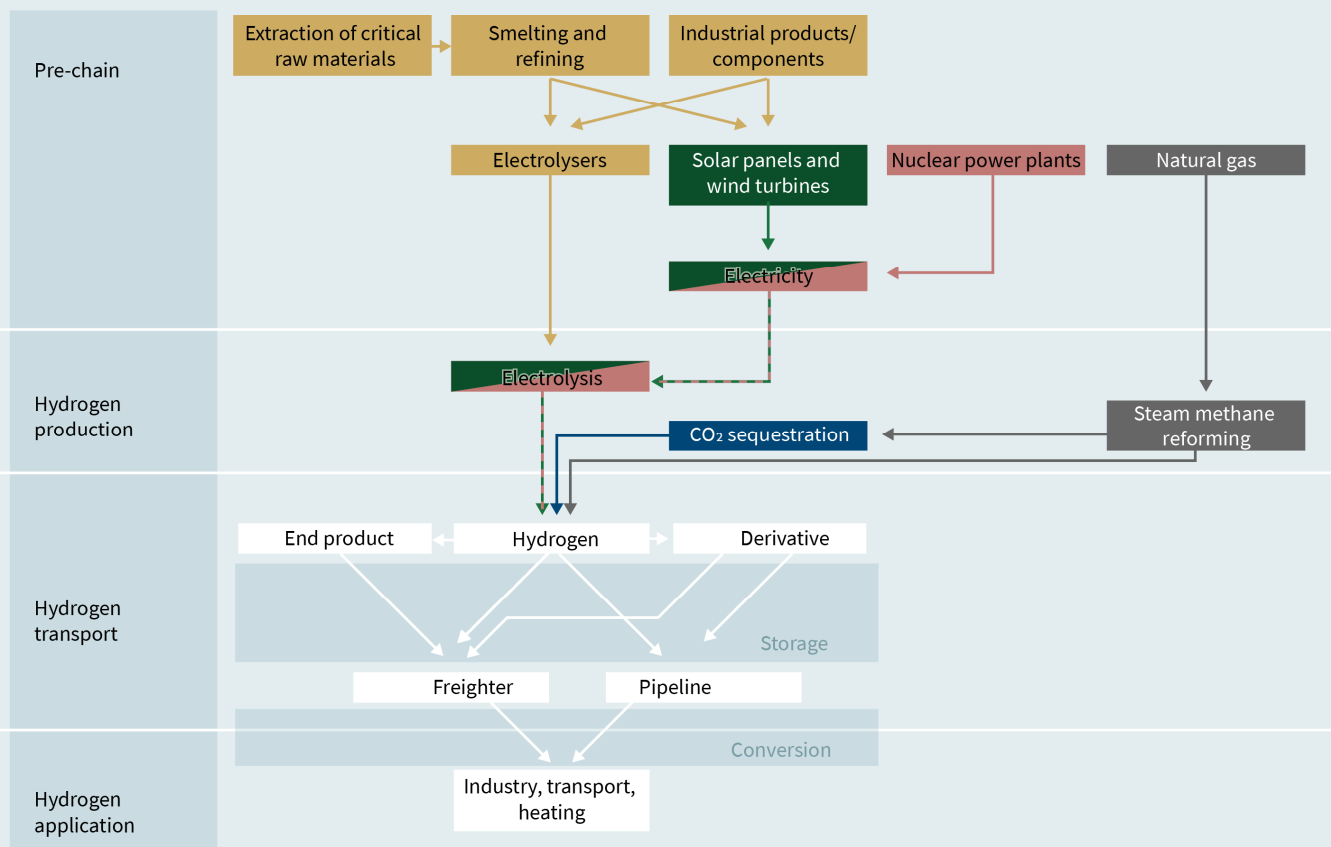 Pre-chain
Extraction of critical
raw materials
Smelting and
refining
Industrial products/
components
Electrolysers
Solar panels and
wind turbines
Nuclear power plants
Natural gas
Electricity
Hydrogen
production
Electrolysis
CO₂ sequestration
Steam methane
reforming
Hydrogen
transport
End product
Hydrogen
Derivative
Storage
Freighter
Pipeline
Conversion
Hydrogen
application
Industry, transport,
heating